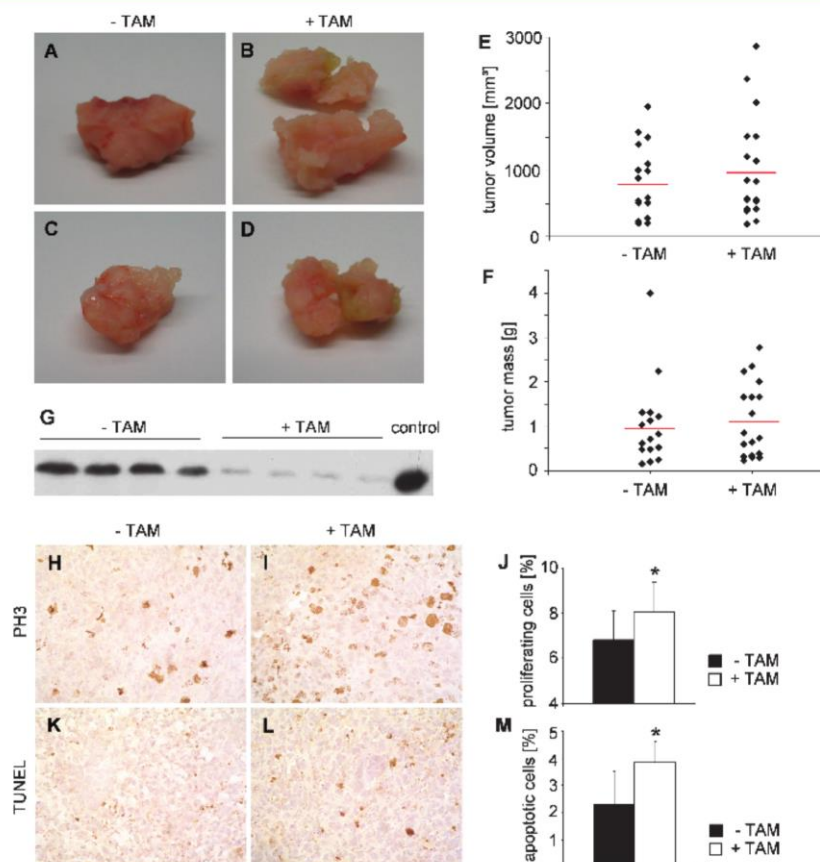 - TAM
+ TAM
A
B
C
D
E
3000
2000
1000
0
tumor volume [mm³]
- TAM
+ TAM
F
4
3
2
1
0
tumor mass [g]
- TAM
+ TAM
G
- TAM
+ TAM
control
- TAM
+ TAM
PH3
H
I
J
10
8
6
4
proliferating cells [%]
*
- TAM
+ TAM
TUNEL
K
L
M
5
4
3
2
1
apoptotic cells [%]
*
- TAM
+ TAM